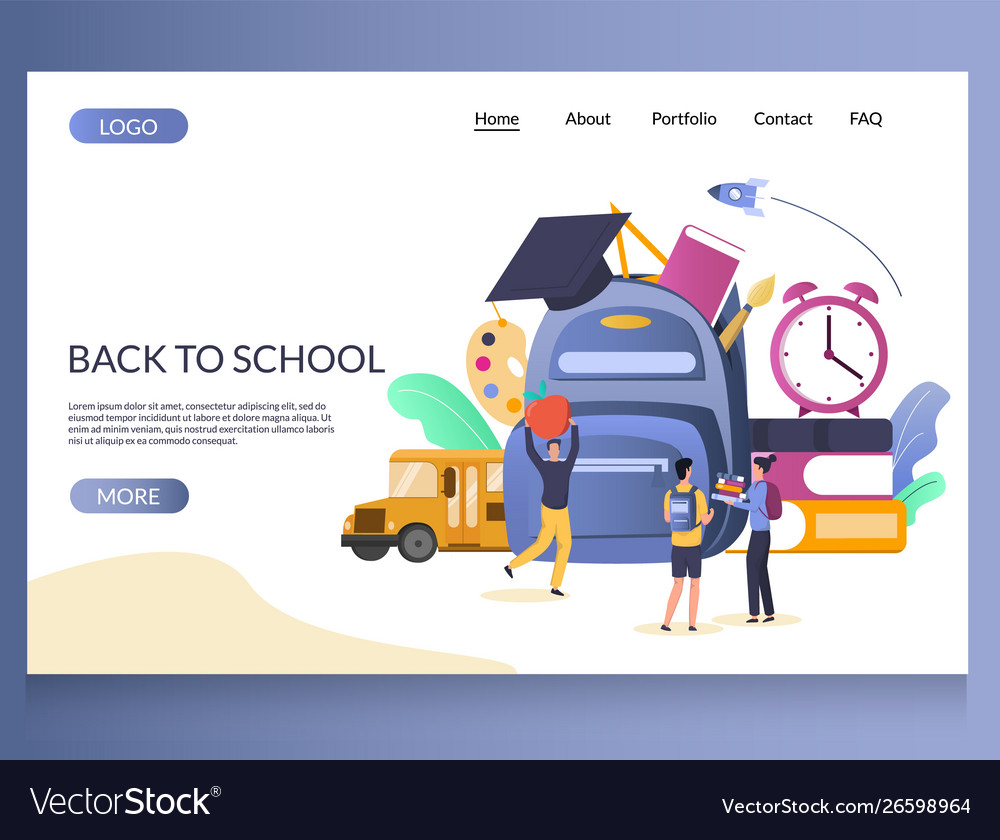 LOGO
Home About Portfolio Contact FAQ
BACK TO SCHOOL
Lorem ipsum dolor sit amet, consectetur adipiscing elit, sed do
eiusmod tempor incididunt ut labore et dolore magna aliqua. Ut
enim ad minim veniam, quis nostrud exercitation ullamco laboris
nisi ut aliquip ex ea commodo consequat.
MORE
VectorStock®
VectorStock.com/26598964